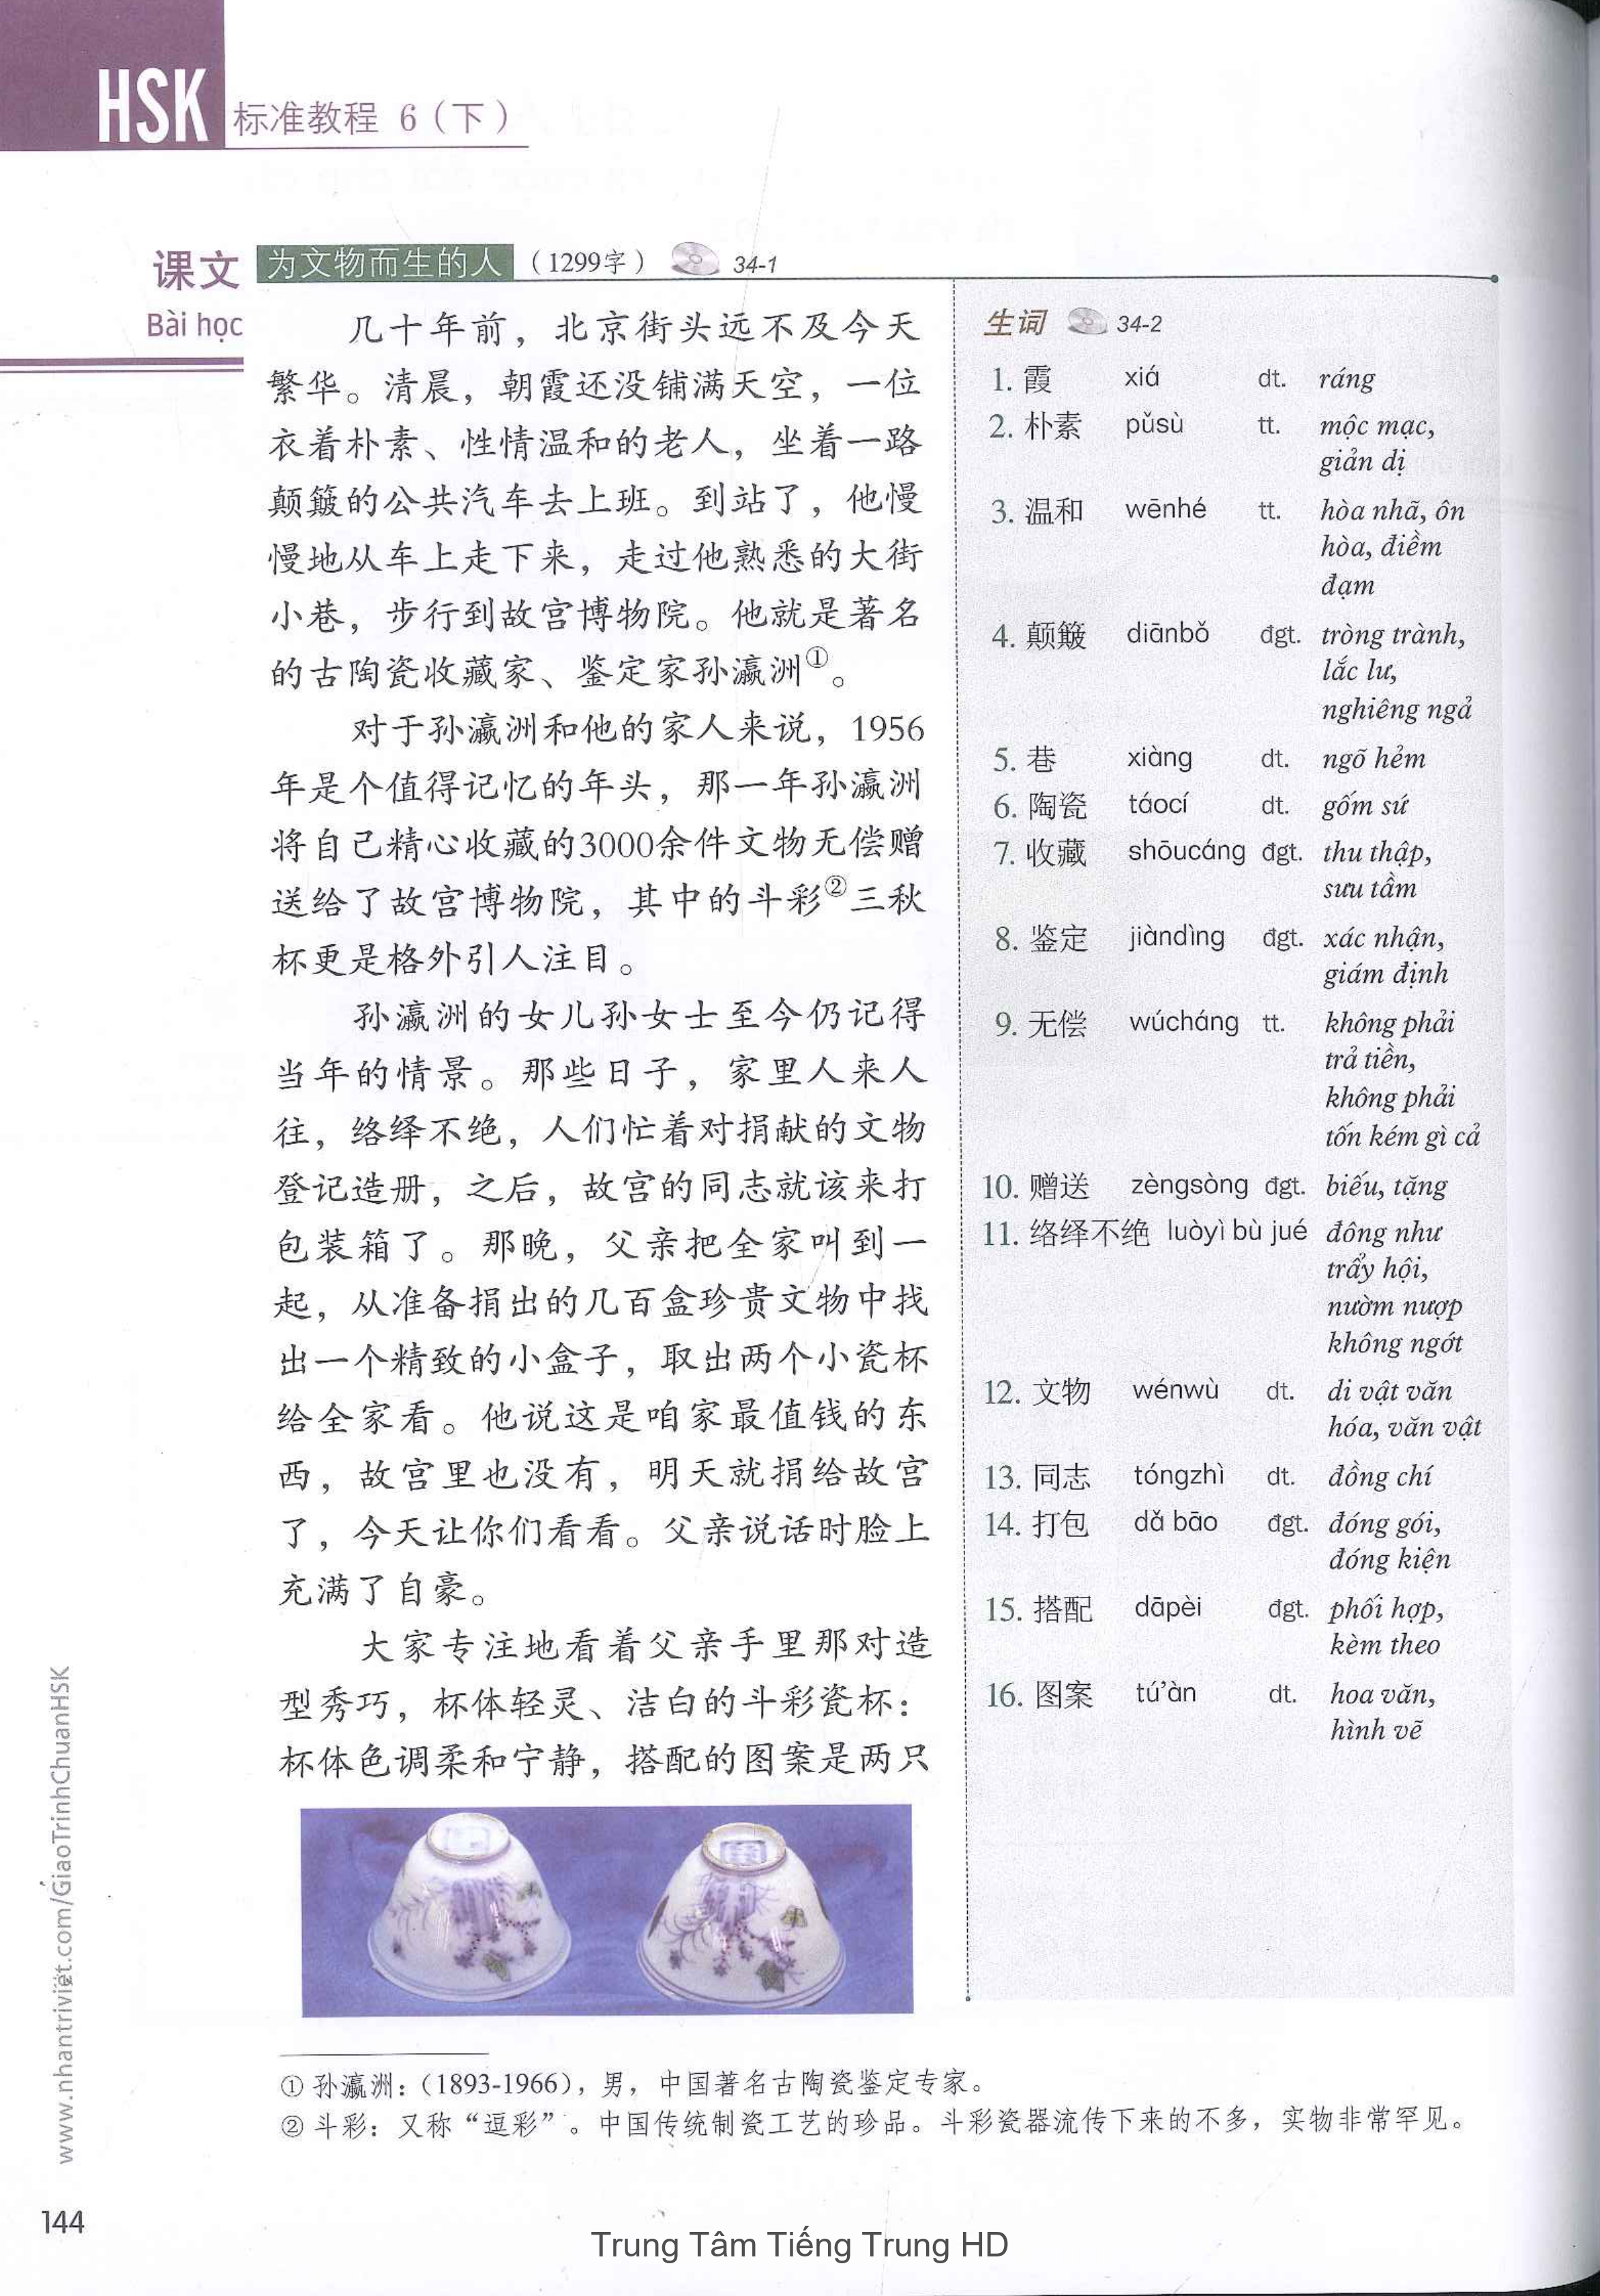 HSK 标准教程 6（下）
课文 为文物而生的人 （1299字） 34-1
Bài học
几十年前，北京街头远不及今天
繁华。清晨，朝霞还没铺满天空，一位
衣着朴素、性情温和的老人，坐着一路
颠簸的公共汽车去上班。到站了，他慢
慢地从车上走下来，走过他熟悉的大街
小巷，步行到故宫博物院。他就是著名
的古陶瓷收藏家、鉴定家孙瀛洲①。
对于孙瀛洲和他的家人来说，1956
年是个值得记忆的年头，那一年孙瀛洲
将自己精心收藏的3000余件文物无偿赠
送给了故宫博物院，其中的斗彩②三秋
杯更是格外引人注目。
孙瀛洲的女儿孙女士至今仍记得
当年的情景。那些日子，家里人来人
往，络绎不绝，人们忙着对捐献的文物
登记造册，之后，故宫的同志就该来打
包装箱了。那晚，父亲把全家叫到一
起，从准备捐出的几百盒珍贵文物中找
出一个精致的小盒子，取出两个小瓷杯
给全家看。他说这是咱家最值钱的东
西，故宫里也没有，明天就捐给故宫
了，今天让你们看看。父亲说话时脸上
充满了自豪。
大家专注地看着父亲手里那对造
型秀巧，杯体轻灵、洁白的斗彩瓷杯：
杯体色调柔和宁静，搭配的图案是两只
生词 34-2
1. 霞 xiá dt. ráng
2. 朴素 pǔsù tt. mộc mạc,
giản dị
3. 温和 wēnhé tt. hòa nhã, ôn
hòa, điềm
đạm
4. 颠簸 diānbǒ đgt. tròng trành,
lắc lư,
nghiêng ngả
5. 巷 xiàng dt. ngõ hẻm
6. 陶瓷 táocí dt. gốm sứ
7. 收藏 shōucáng đgt. thu thập,
sưu tầm
8. 鉴定 jiàndìng đgt. xác nhận,
giám định
9. 无偿 wúcháng tt. không phải
trả tiền,
không phải
tốn kém gì cả
10. 赠送 zèngsòng đgt. biếu, tặng
11. 络绎不绝 luòyì bù jué đông như
trẩy hội,
nườm nượp
không ngớt
12. 文物 wénwù dt. di vật văn
hóa, văn vật
13. 同志 tóngzhì dt. đồng chí
14. 打包 dǎ bāo đgt. đóng gói,
đóng kiện
15. 搭配 dāpèi đgt. phối hợp,
kèm theo
16. 图案 tú’àn dt. hoa văn,
hình vẽ
① 孙瀛洲：（1893-1966），男，中国著名古陶瓷鉴定专家。
② 斗彩：又称“逗彩”。中国传统制瓷工艺的珍品。斗彩瓷器流传下来的不多，实物非常罕见。
www.nhantriviet.com/GiaoTrinhChuanHSK
144
Trung Tâm Tiếng Trung HD